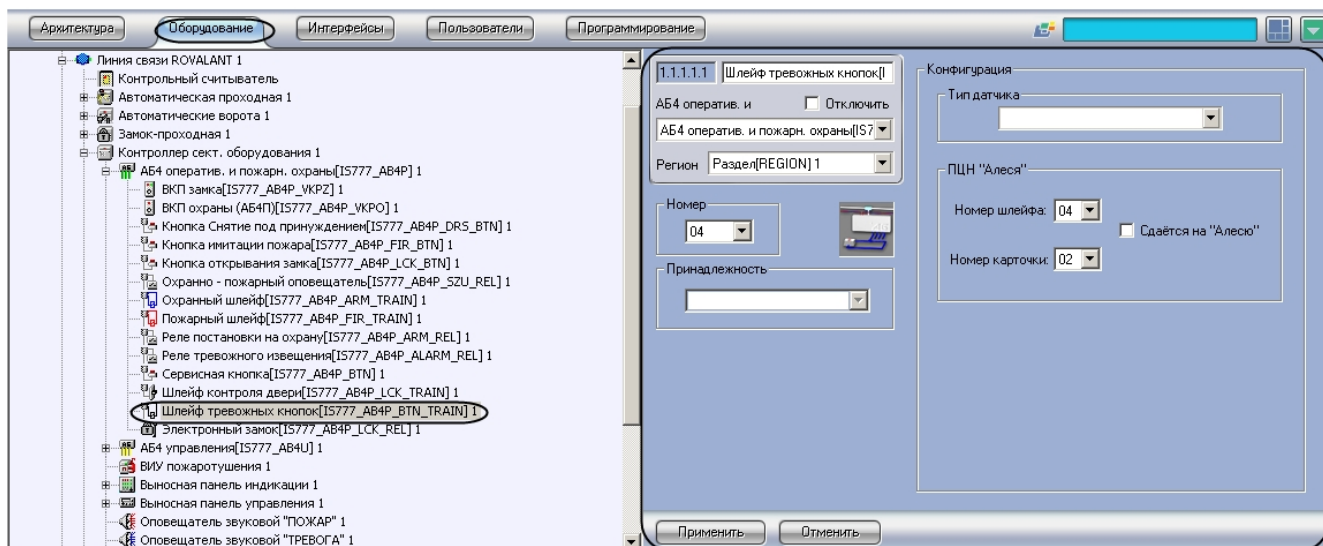 Архитектура Оборудование Интерфейсы Пользователи Программирование
Линия связи ROVALANT 1
Контрольный считыватель
Автоматическая проходная 1
Автоматические ворота 1
Замок-проходная 1
Контроллер сект. оборудования 1
АБ4 оператив. и пожарн. охраны[IS777_AB4P] 1
ВКП замка[IS777_AB4P_VKPZ] 1
ВКП охраны (АБ4П)[IS777_AB4P_VKPO] 1
Кнопка Снятие под принуждением[IS777_AB4P_DRS_BTN] 1
Кнопка имитации пожара[IS777_AB4P_FIR_BTN] 1
Кнопка открывания замка[IS777_AB4P_LCK_BTN] 1
Охранно - пожарный оповещатель[IS777_AB4P_SZU_REL] 1
Охранный шлейф[IS777_AB4P_ARM_TRAIN] 1
Пожарный шлейф[IS777_AB4P_FIR_TRAIN] 1
Реле постановки на охрану[IS777_AB4P_ARM_REL] 1
Реле тревожного извещения[IS777_AB4P_ALARM_REL] 1
Сервисная кнопка[IS777_AB4P_BTN] 1
Шлейф контроля двери[IS777_AB4P_LCK_TRAIN] 1
Шлейф тревожных кнопок[IS777_AB4P_BTN_TRAIN] 1
Электронный замок[IS777_AB4P_LCK_REL] 1
АБ4 управления[IS777_AB4U] 1
ВИУ пожаротушения 1
Выносная панель индикации 1
Выносная панель управления 1
Оповещатель звуковой "ПОЖАР" 1
Оповещатель звуковой "ТРЕВОГА" 1
1.1.1.1.1 Шлейф тревожных кнопок[I
АБ4 оператив. и Отключить
АБ4 оператив. и пожарн. охраны[IS7
Регион Раздел[REGION] 1
Номер
04
Принадлежность
Конфигурация
Тип датчика
ПЦН "Алеся"
Номер шлейфа: 04
Сдаётся на "Алесю"
Номер карточки: 02
Применить Отменить